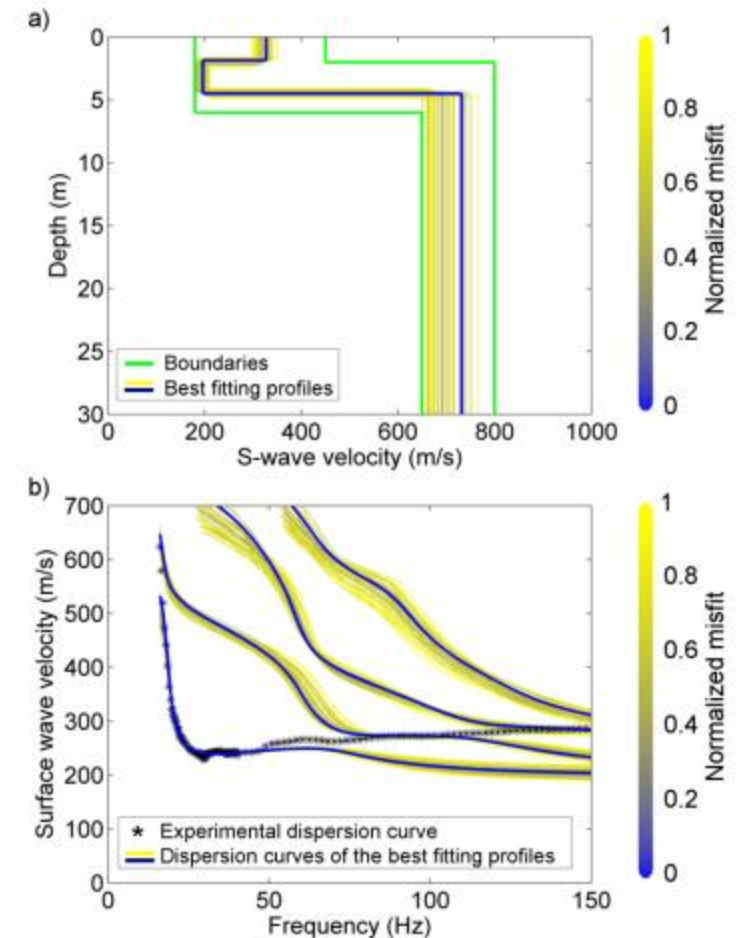 a)
0
5
10
15
20
25
30
Depth (m)
Boundaries
Best fitting profiles
0 200 400 600 800 1000
S-wave velocity (m/s)
1
0.8
0.6
0.4
0.2
0
Normalized misfit
b)
700
600
500
400
300
200
100
0
Surface wave velocity (m/s)
Experimental dispersion curve
Dispersion curves of the best fitting profiles
0 50 100 150
Frequency (Hz)
1
0.8
0.6
0.4
0.2
0
Normalized misfit